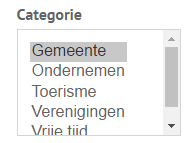 Categorie
Gemeente
Ondernemen
Toerisme
Verenigingen
Vrije tijd